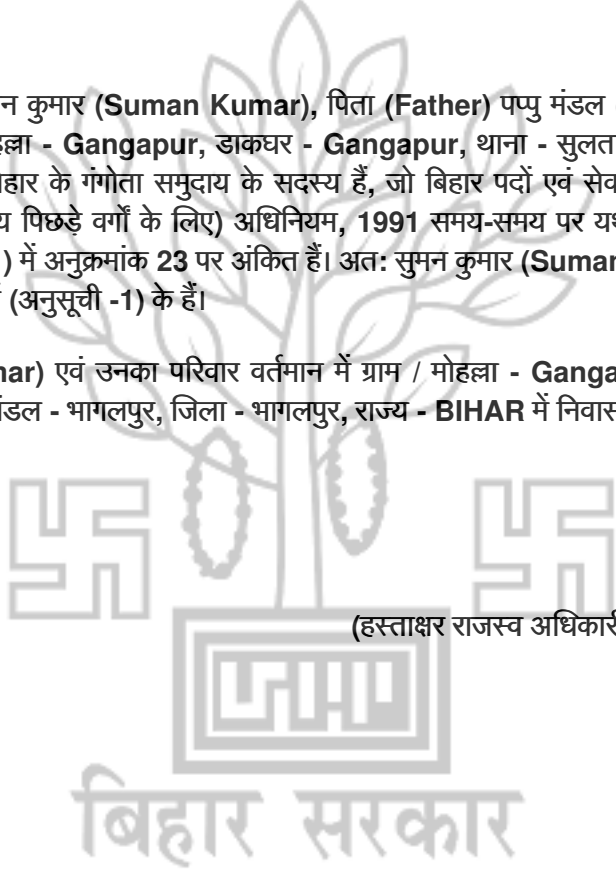 न कुमार (Suman Kumar), पिता (Father) पप्पु मंडल
हल्ला - Gangapur, डाकघर - Gangapur, थाना - सुलत
बिहार के गंगोता समुदाय के सदस्य हैं, जो बिहार पदों एवं सेव
य पिछड़े वर्गों के लिए) अधिनियम, 1991 समय-समय पर यथ
) में अनुक्रमांक 23 पर अंकित हैं। अत: सुमन कुमार (Suman
(अनुसूची -1) के हैं।
mar) एवं उनका परिवार वर्तमान में ग्राम / मोहल्ला - Ganga
मंडल - भागलपुर, जिला - भागलपुर, राज्य - BIHAR में निवास
(हस्ताक्षर राजस्व अधिकारी
बिहार सरकार